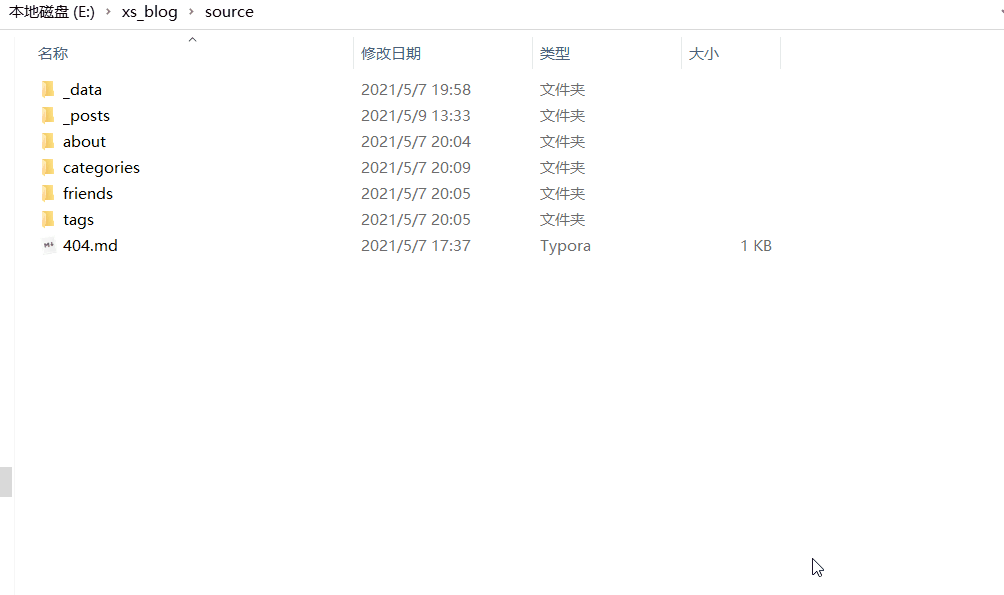 本地磁盘 (E:) › xs_blog › source
名称 修改日期 类型 大小
_data 2021/5/7 19:58 文件夹
_posts 2021/5/9 13:33 文件夹
about 2021/5/7 20:04 文件夹
categories 2021/5/7 20:09 文件夹
friends 2021/5/7 20:05 文件夹
tags 2021/5/7 20:05 文件夹
404.md 2021/5/7 17:37 Typora 1 KB